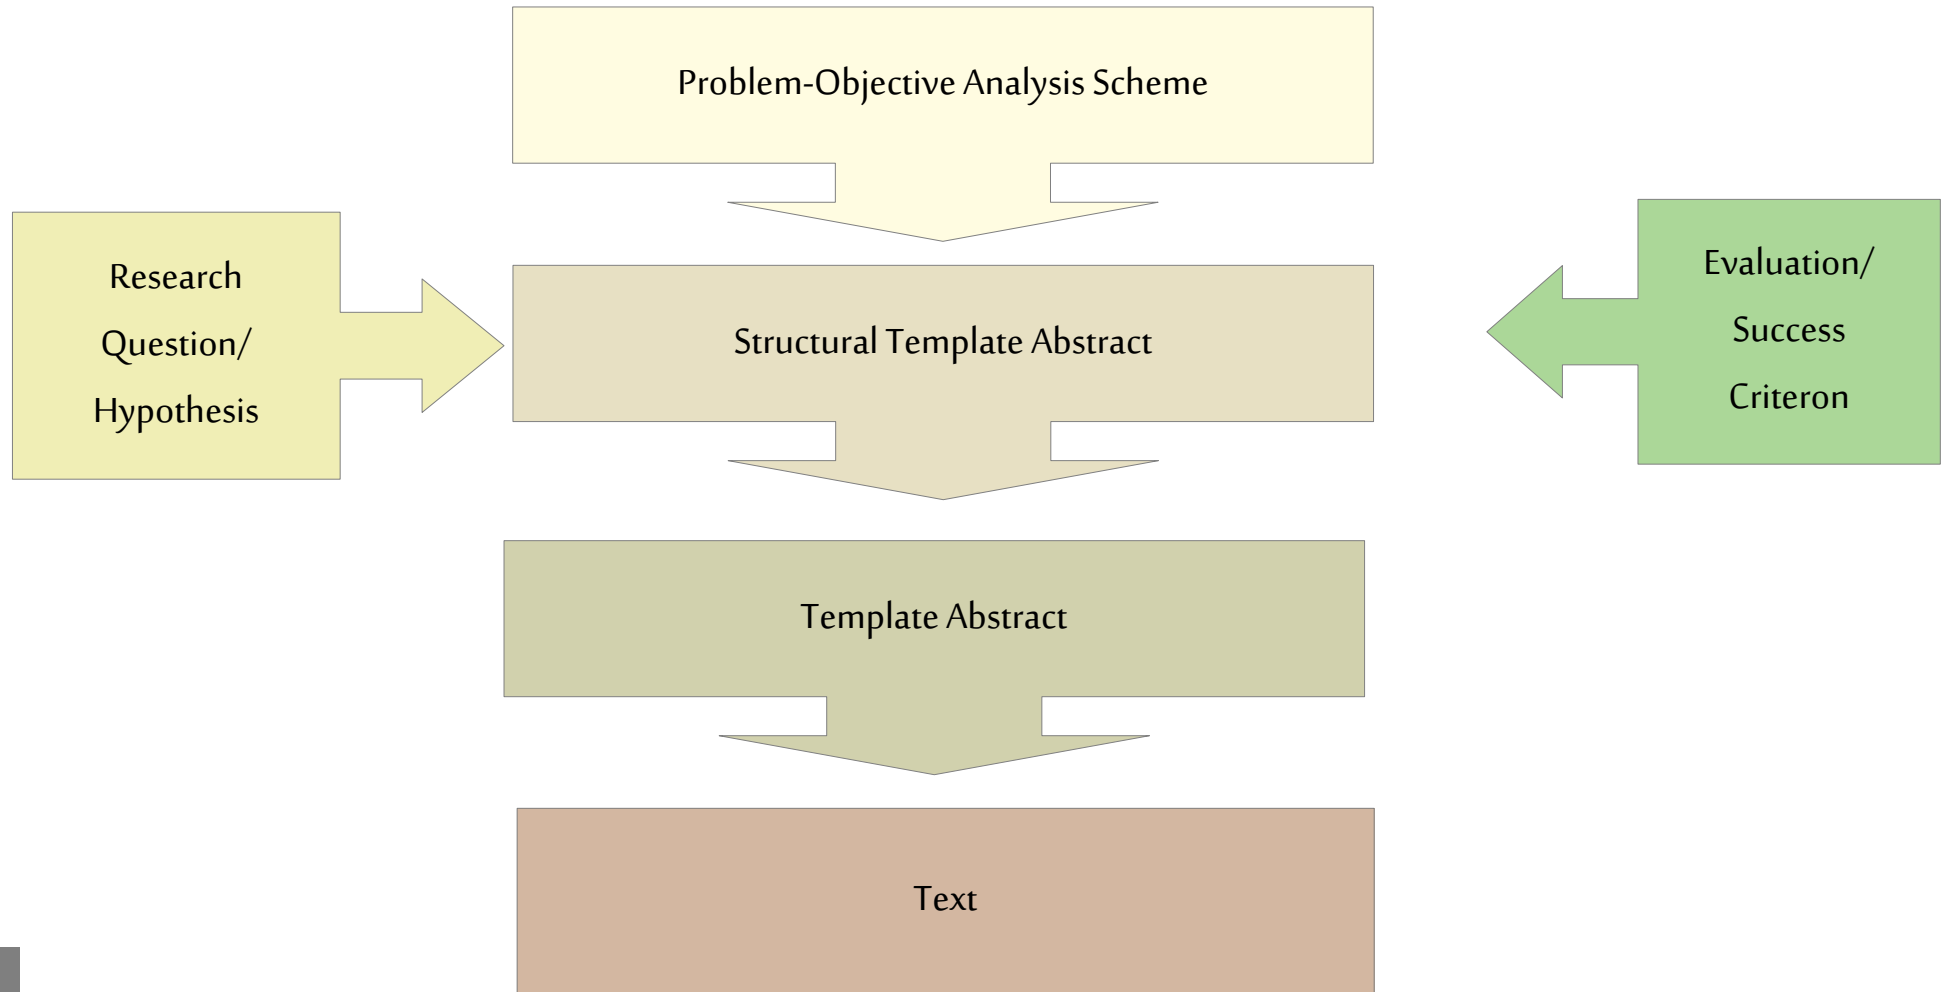 Problem-Objective Analysis Scheme
Research
Question/
Hypothesis
Structural Template Abstract
Evaluation/
Success
Criteron
Template Abstract
Text